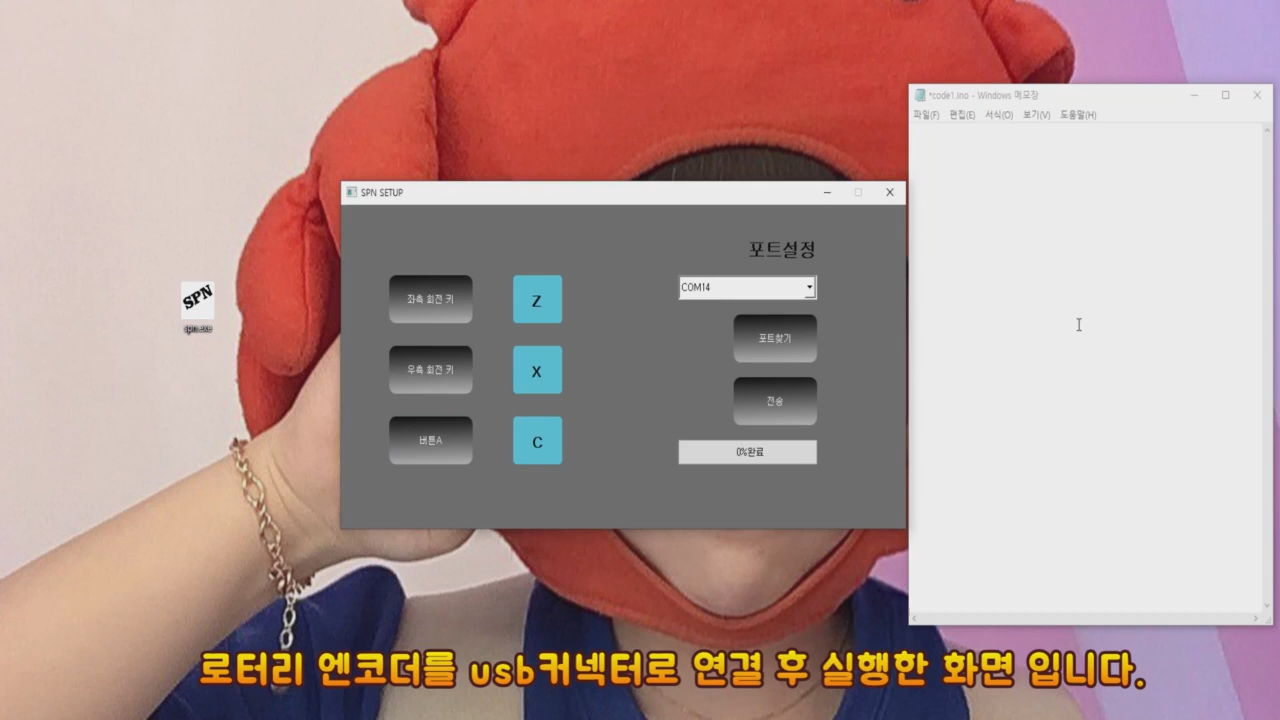 *code1.ino - Windows 메모장
파일(F) 편집(E) 서식(O) 보기(V) 도움말(H)
SPN SETUP
포트설정
좌측 회전 키
Z
COM14
포트찾기
우측 회전 키
X
전송
버튼A
C
0%완료
SPN
spn.exe
로터리 엔코더를 usb커넥터로 연결 후 실행한 화면 입니다.